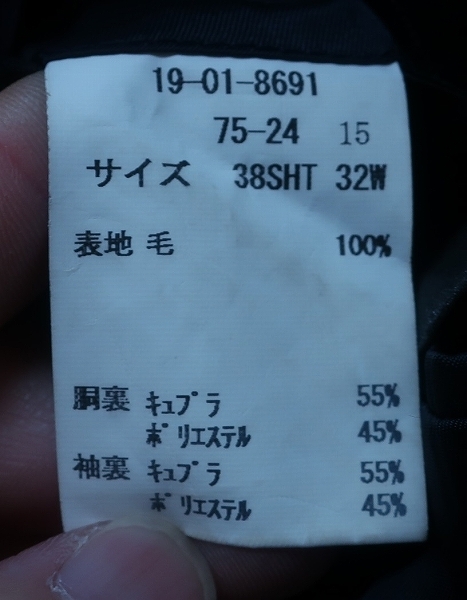 19-01-8691
75-24 15
サイズ 38SHT 32W
表地 毛 100%
胴裏 ｷｭﾌﾟﾗ 55%
ﾎﾟﾘｴｽﾃﾙ 45%
袖裏 ｷｭﾌﾟﾗ 55%
ﾎﾟﾘｴｽﾃﾙ 45%